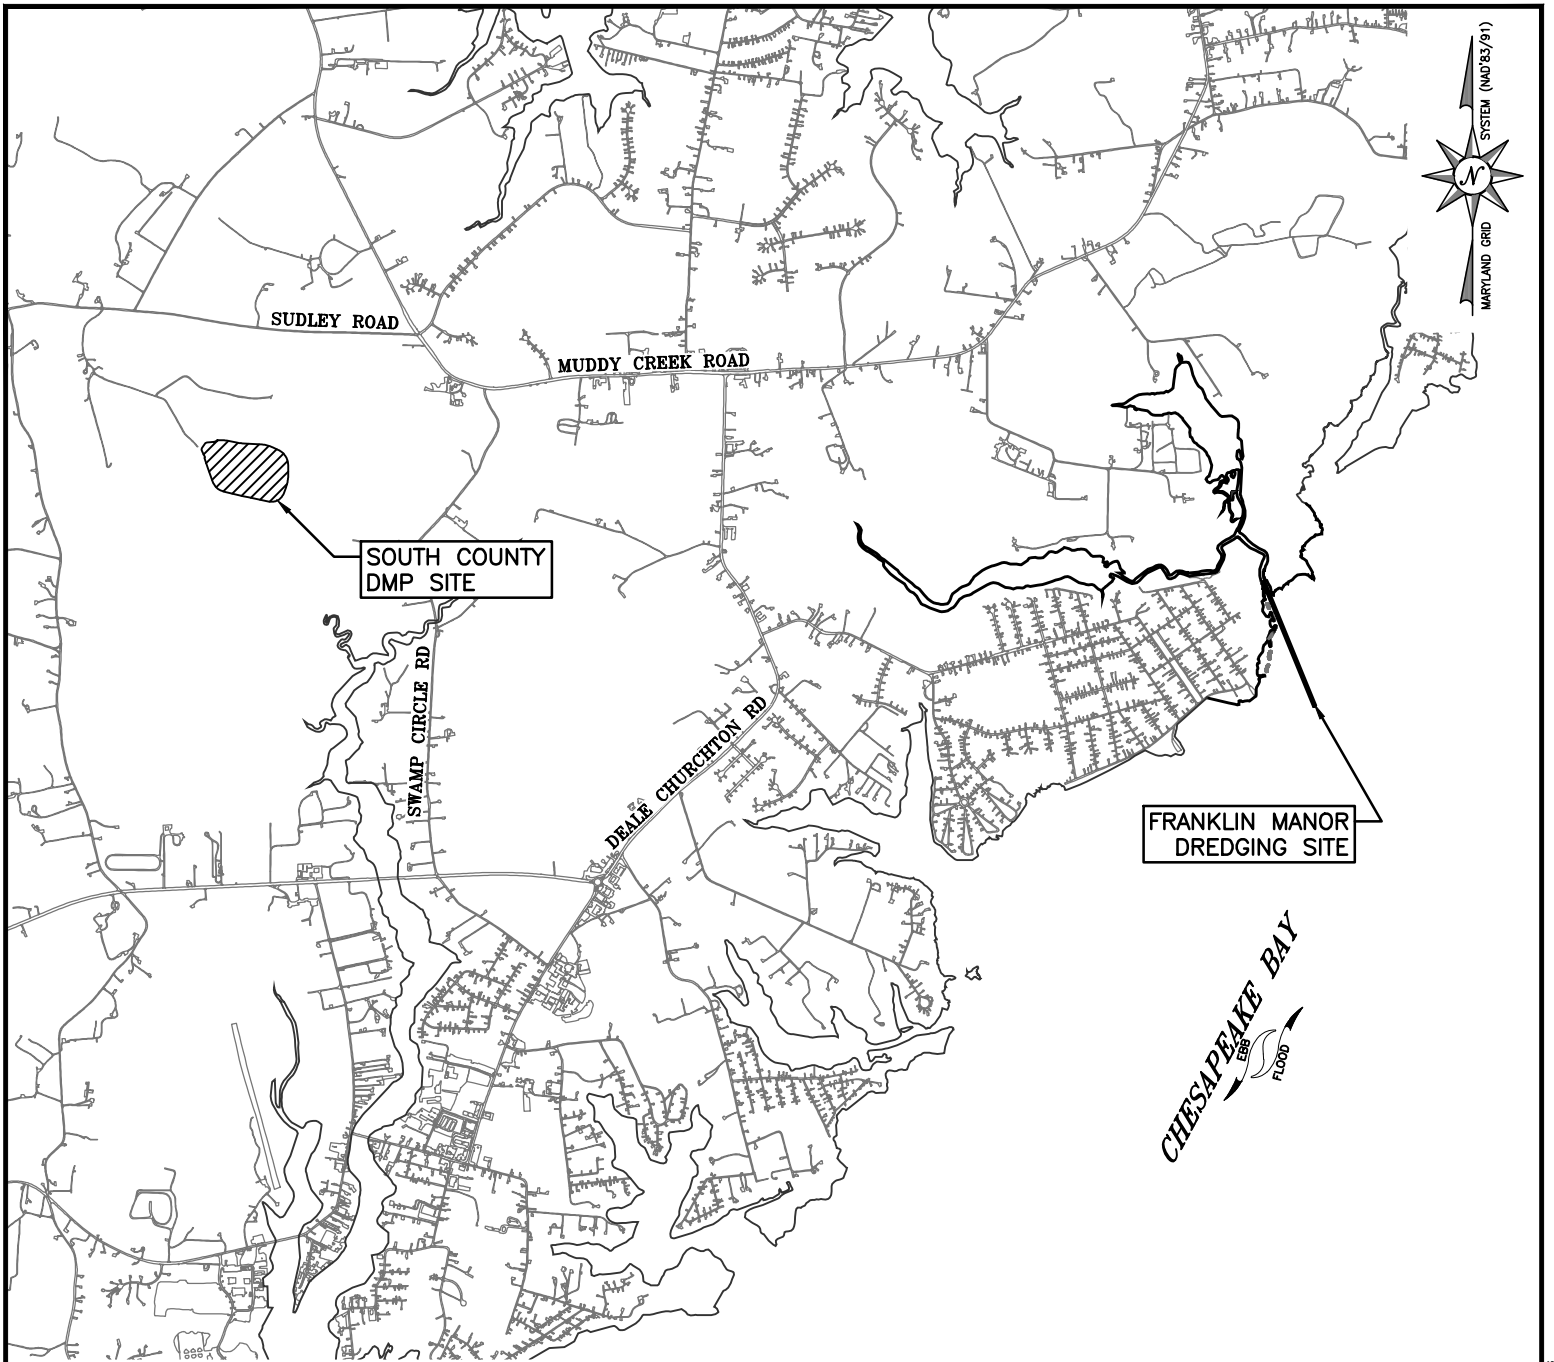 SYSTEM (NAD'83/91)
N
MARYLAND GRID
SUDLEY ROAD
MUDDY CREEK ROAD
SOUTH COUNTY
DMP SITE
SWAMP CIRCLE RD
DEALE CHURCHTON RD
FRANKLIN MANOR
DREDGING SITE
CHESAPEAKE BAY
EBB
FLOOD